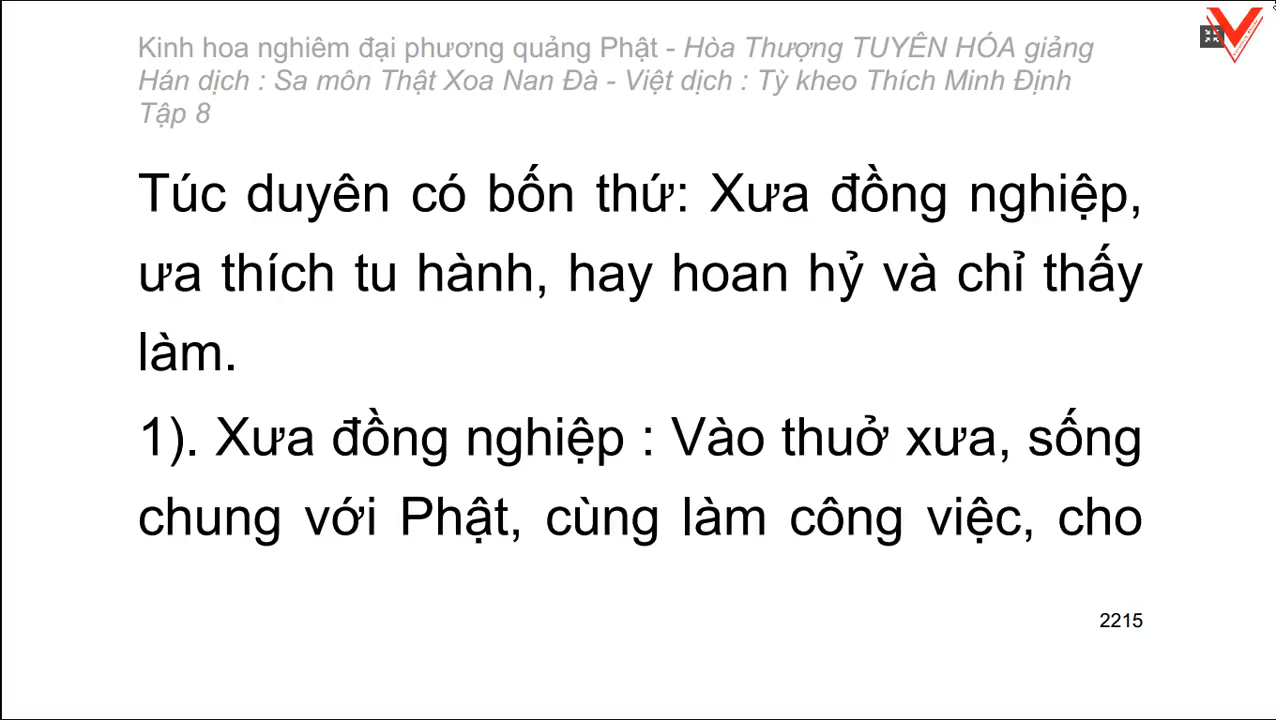 Kinh hoa nghiêm đại phương quảng Phật - Hòa Thượng TUYÊN HÓA giảng
Hán dịch : Sa môn Thật Xoa Nan Đà - Việt dịch : Tỳ kheo Thích Minh Định
Tập 8
Túc duyên có bốn thứ: Xưa đồng nghiệp,
ưa thích tu hành, hay hoan hỷ và chỉ thấy
làm.
1). Xưa đồng nghiệp : Vào thuở xưa, sống
chung với Phật, cùng làm công việc, cho
2215